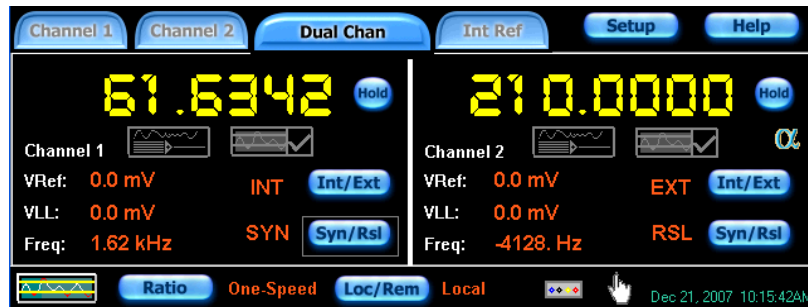 Channel 1 Channel 2 Dual Chan Int Ref Setup Help
61.6342 Hold 210.0000 Hold
Channel 1 Channel 2 α
VRef: 0.0 mV INT Int/Ext VRef: 0.0 mV EXT Int/Ext
VLL: 0.0 mV VLL: 0.0 mV
Freq: 1.62 kHz SYN Syn/Rsl Freq: -4128. Hz RSL Syn/Rsl
Ratio One-Speed Loc/Rem Local Dec 21, 2007 10:15:42A